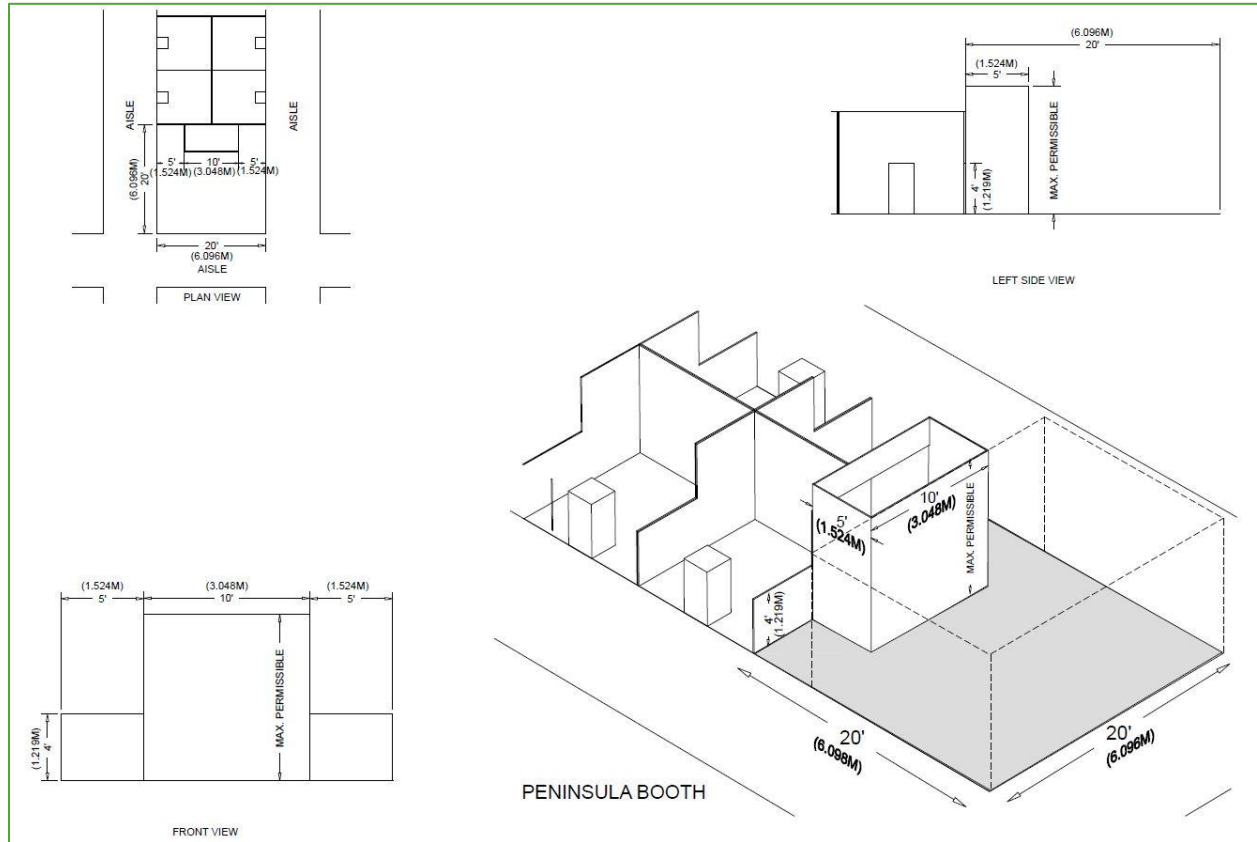 AISLE
AISLE
5'
10'
5'
(1.524M)
(3.048M)
(1.524M)
(6.096M)
20'
20'
(6.096M)
AISLE
PLAN VIEW
(6.096M)
20'
(1.524M)
5'
MAX. PERMISSIBLE
4'
(1.219M)
LEFT SIDE VIEW
(1.524M)
5'
(3.048M)
10'
(1.524M)
5'
MAX. PERMISSIBLE
(1.219M)
4'
FRONT VIEW
5'
(1.524M)
10'
(3.048M)
MAX. PERMISSIBLE
4'
(1.219M)
20'
(6.098M)
20'
(6.096M)
PENINSULA BOOTH